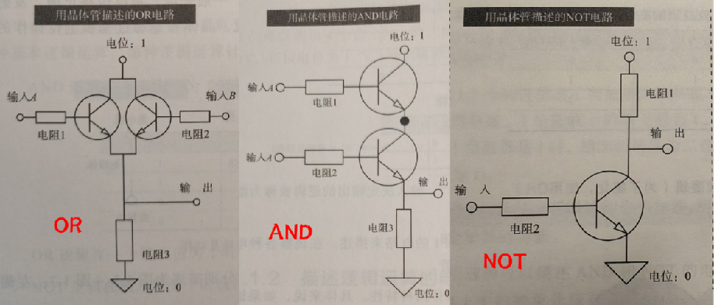 用晶体管描述的OR电路
电位：1
输入A
输入B
电阻1
电阻2
输 出
OR
电阻3
电位：0
用晶体管描述的AND电路
电位：1
输入A
电阻1
输入A
电阻2
输 出
AND
电阻3
电位：0
用晶体管描述的NOT电路
电位：1
电阻1
输 出
输 入
电阻2
NOT
电位：0